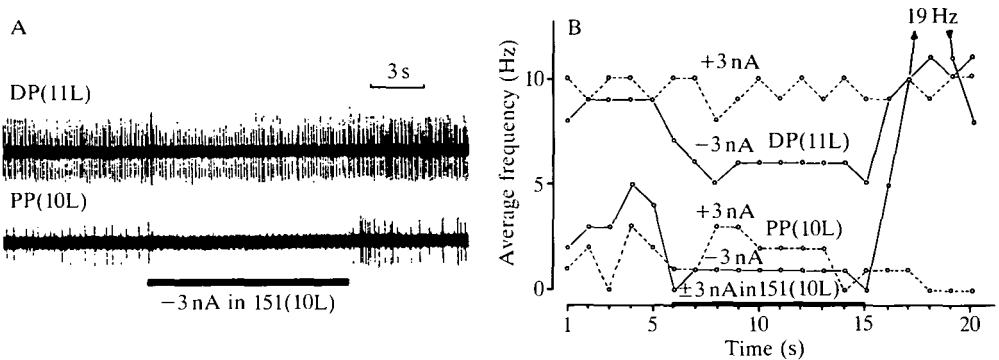 A
3 s
DP(11L)
PP(10L)
−3 nA in 151(10L)
B
19 Hz
Average frequency (Hz)
10
5
0
+3 nA
DP(11L)
−3 nA
+3 nA
PP(10L)
−3 nA
±3 nA in 151(10L)
1
5
10
15
20
Time (s)